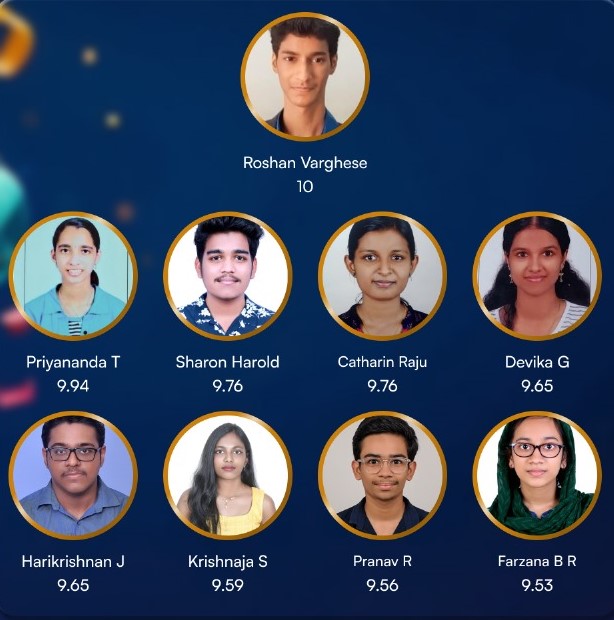 Roshan Varghese
10
Priyananda T
9.94
Sharon Harold
9.76
Catharin Raju
9.76
Devika G
9.65
Harikrishnan J
9.65
Krishnaja S
9.59
Pranav R
9.56
Farzana B R
9.53